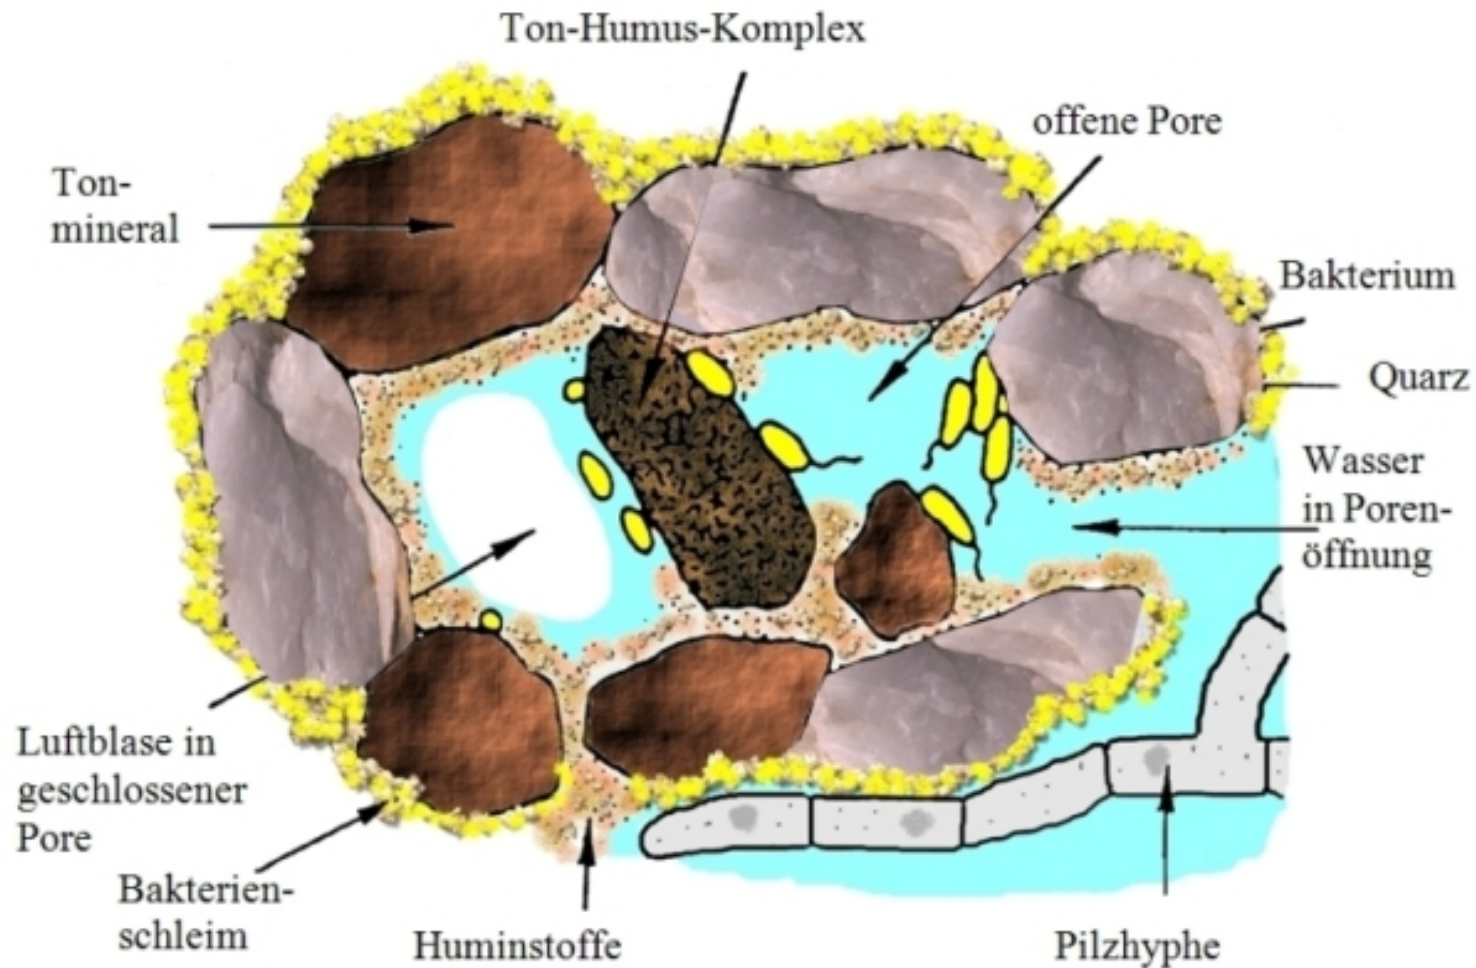 Ton-Humus-Komplex
offene Pore
Ton-
mineral
Bakterium
Quarz
Wasser
in Poren-
öffnung
Luftblase in
geschlossener
Pore
Bakterien-
schleim
Huminstoffe
Pilzhyphe